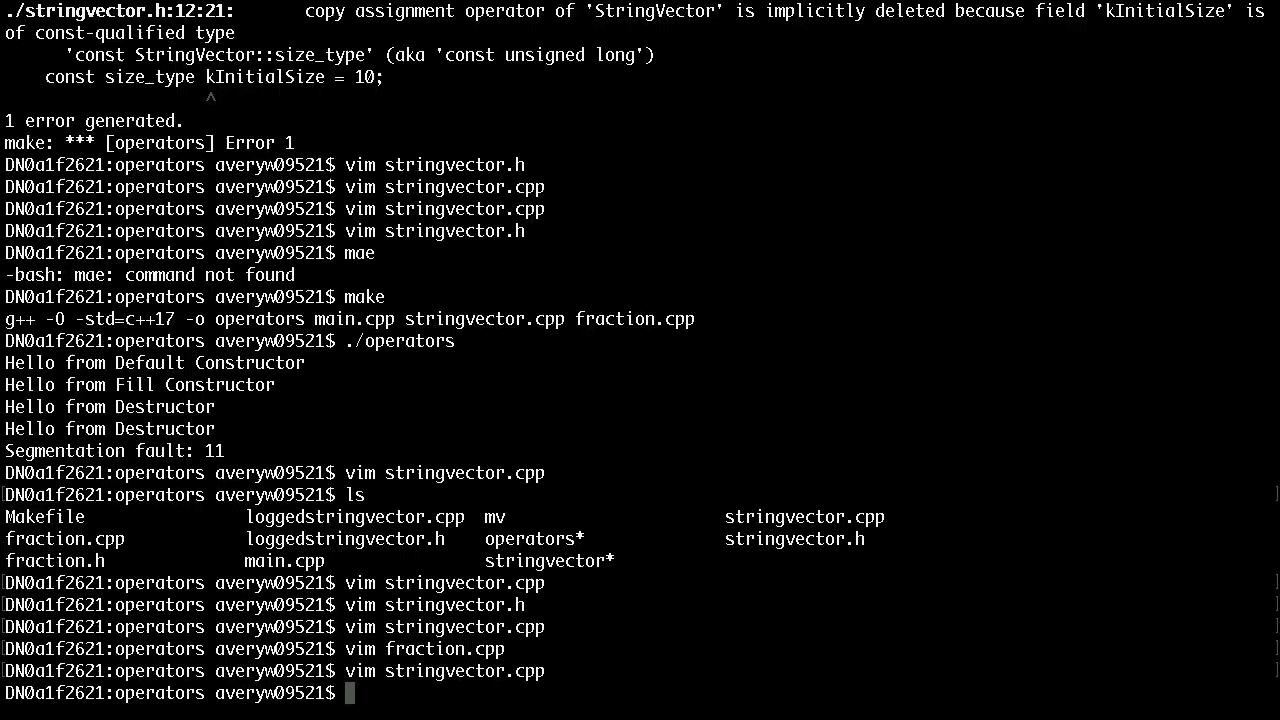 ./stringvector.h:12:21:       copy assignment operator of 'StringVector' is implicitly deleted because field 'kInitialSize' is
of const-qualified type
      'const StringVector::size_type' (aka 'const unsigned long')
    const size_type kInitialSize = 10;
                    ^
1 error generated.
make: *** [operators] Error 1
DN0a1f2621:operators averyw09521$ vim stringvector.h
DN0a1f2621:operators averyw09521$ vim stringvector.cpp
DN0a1f2621:operators averyw09521$ vim stringvector.cpp
DN0a1f2621:operators averyw09521$ vim stringvector.h
DN0a1f2621:operators averyw09521$ mae
-bash: mae: command not found
DN0a1f2621:operators averyw09521$ make
g++ -O -std=c++17 -o operators main.cpp stringvector.cpp fraction.cpp
DN0a1f2621:operators averyw09521$ ./operators
Hello from Default Constructor
Hello from Fill Constructor
Hello from Destructor
Hello from Destructor
Segmentation fault: 11
DN0a1f2621:operators averyw09521$ vim stringvector.cpp
[DN0a1f2621:operators averyw09521$ ls ]
Makefile                loggedstringvector.cpp  mv                      stringvector.cpp
fraction.cpp            loggedstringvector.h    operators*              stringvector.h
fraction.h              main.cpp                stringvector*
[DN0a1f2621:operators averyw09521$ vim stringvector.cpp ]
[DN0a1f2621:operators averyw09521$ vim stringvector.h ]
[DN0a1f2621:operators averyw09521$ vim stringvector.cpp ]
[DN0a1f2621:operators averyw09521$ vim fraction.cpp ]
[DN0a1f2621:operators averyw09521$ vim stringvector.cpp ]
DN0a1f2621:operators averyw09521$